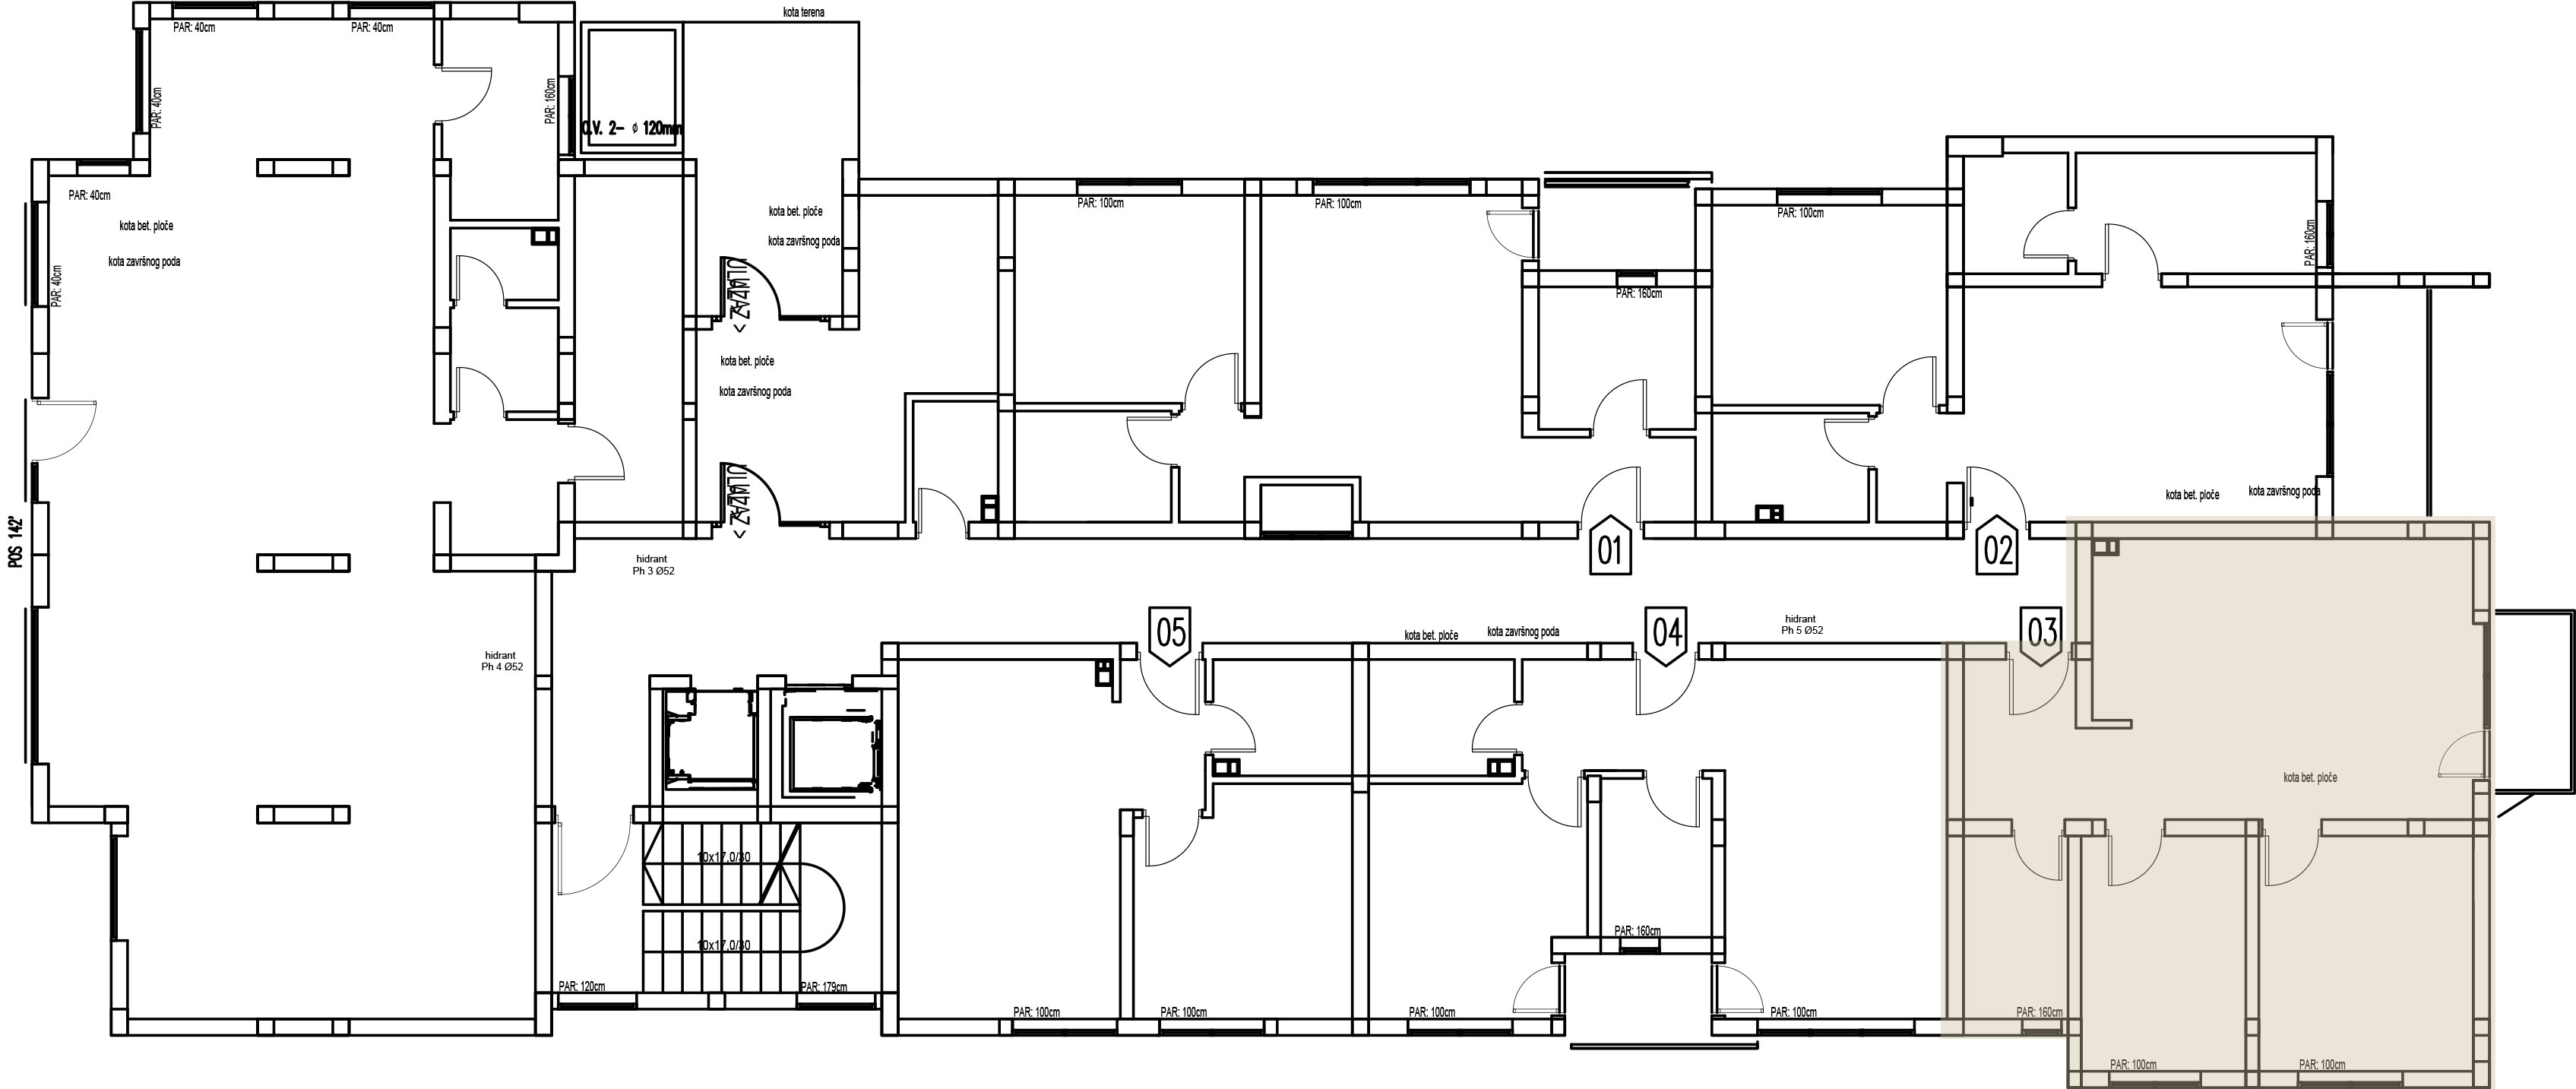 kota terena
PAR: 40cm
PAR: 40cm
PAR: 40cm
PAR: 160cm
O.V. 2- ϕ 120mm
PAR: 40cm
kota bet. ploče
kota završnog poda
PAR: 40cm
kota bet. ploče
kota završnog poda
PAR: 100cm
PAR: 100cm
PAR: 100cm
PAR: 160cm
PAR: 160cm
kota bet. ploče
kota završnog poda
kota bet. ploče
kota završnog poda
POS 142'
hidrant
Ph 3 Ø52
01
02
05
04
03
hidrant
Ph 5 Ø52
kota bet. ploče
kota završnog poda
hidrant
Ph 4 Ø52
kota bet. ploče
10x17,0/30
10x17,0/30
PAR: 160cm
PAR: 120cm
PAR: 179cm
PAR: 100cm
PAR: 100cm
PAR: 100cm
PAR: 100cm
PAR: 160cm
PAR: 100cm
PAR: 100cm